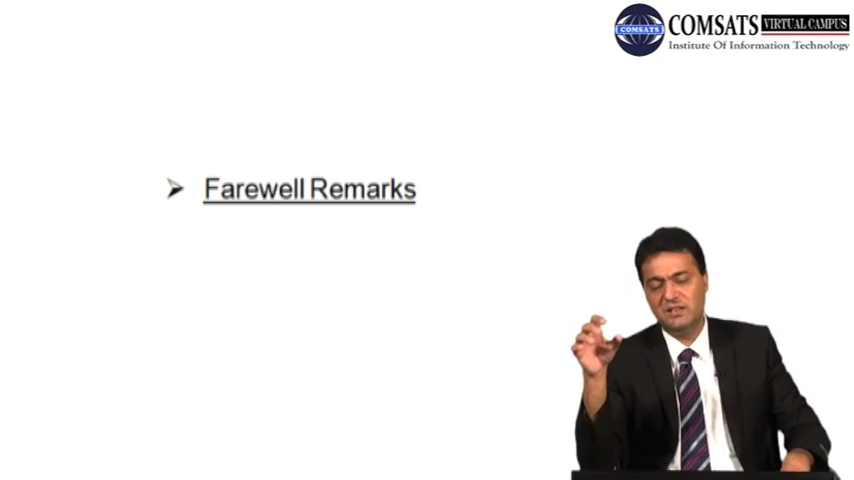 COMSATS VIRTUAL CAMPUS
Institute Of Information Technology
COMSATS
➢ Farewell Remarks